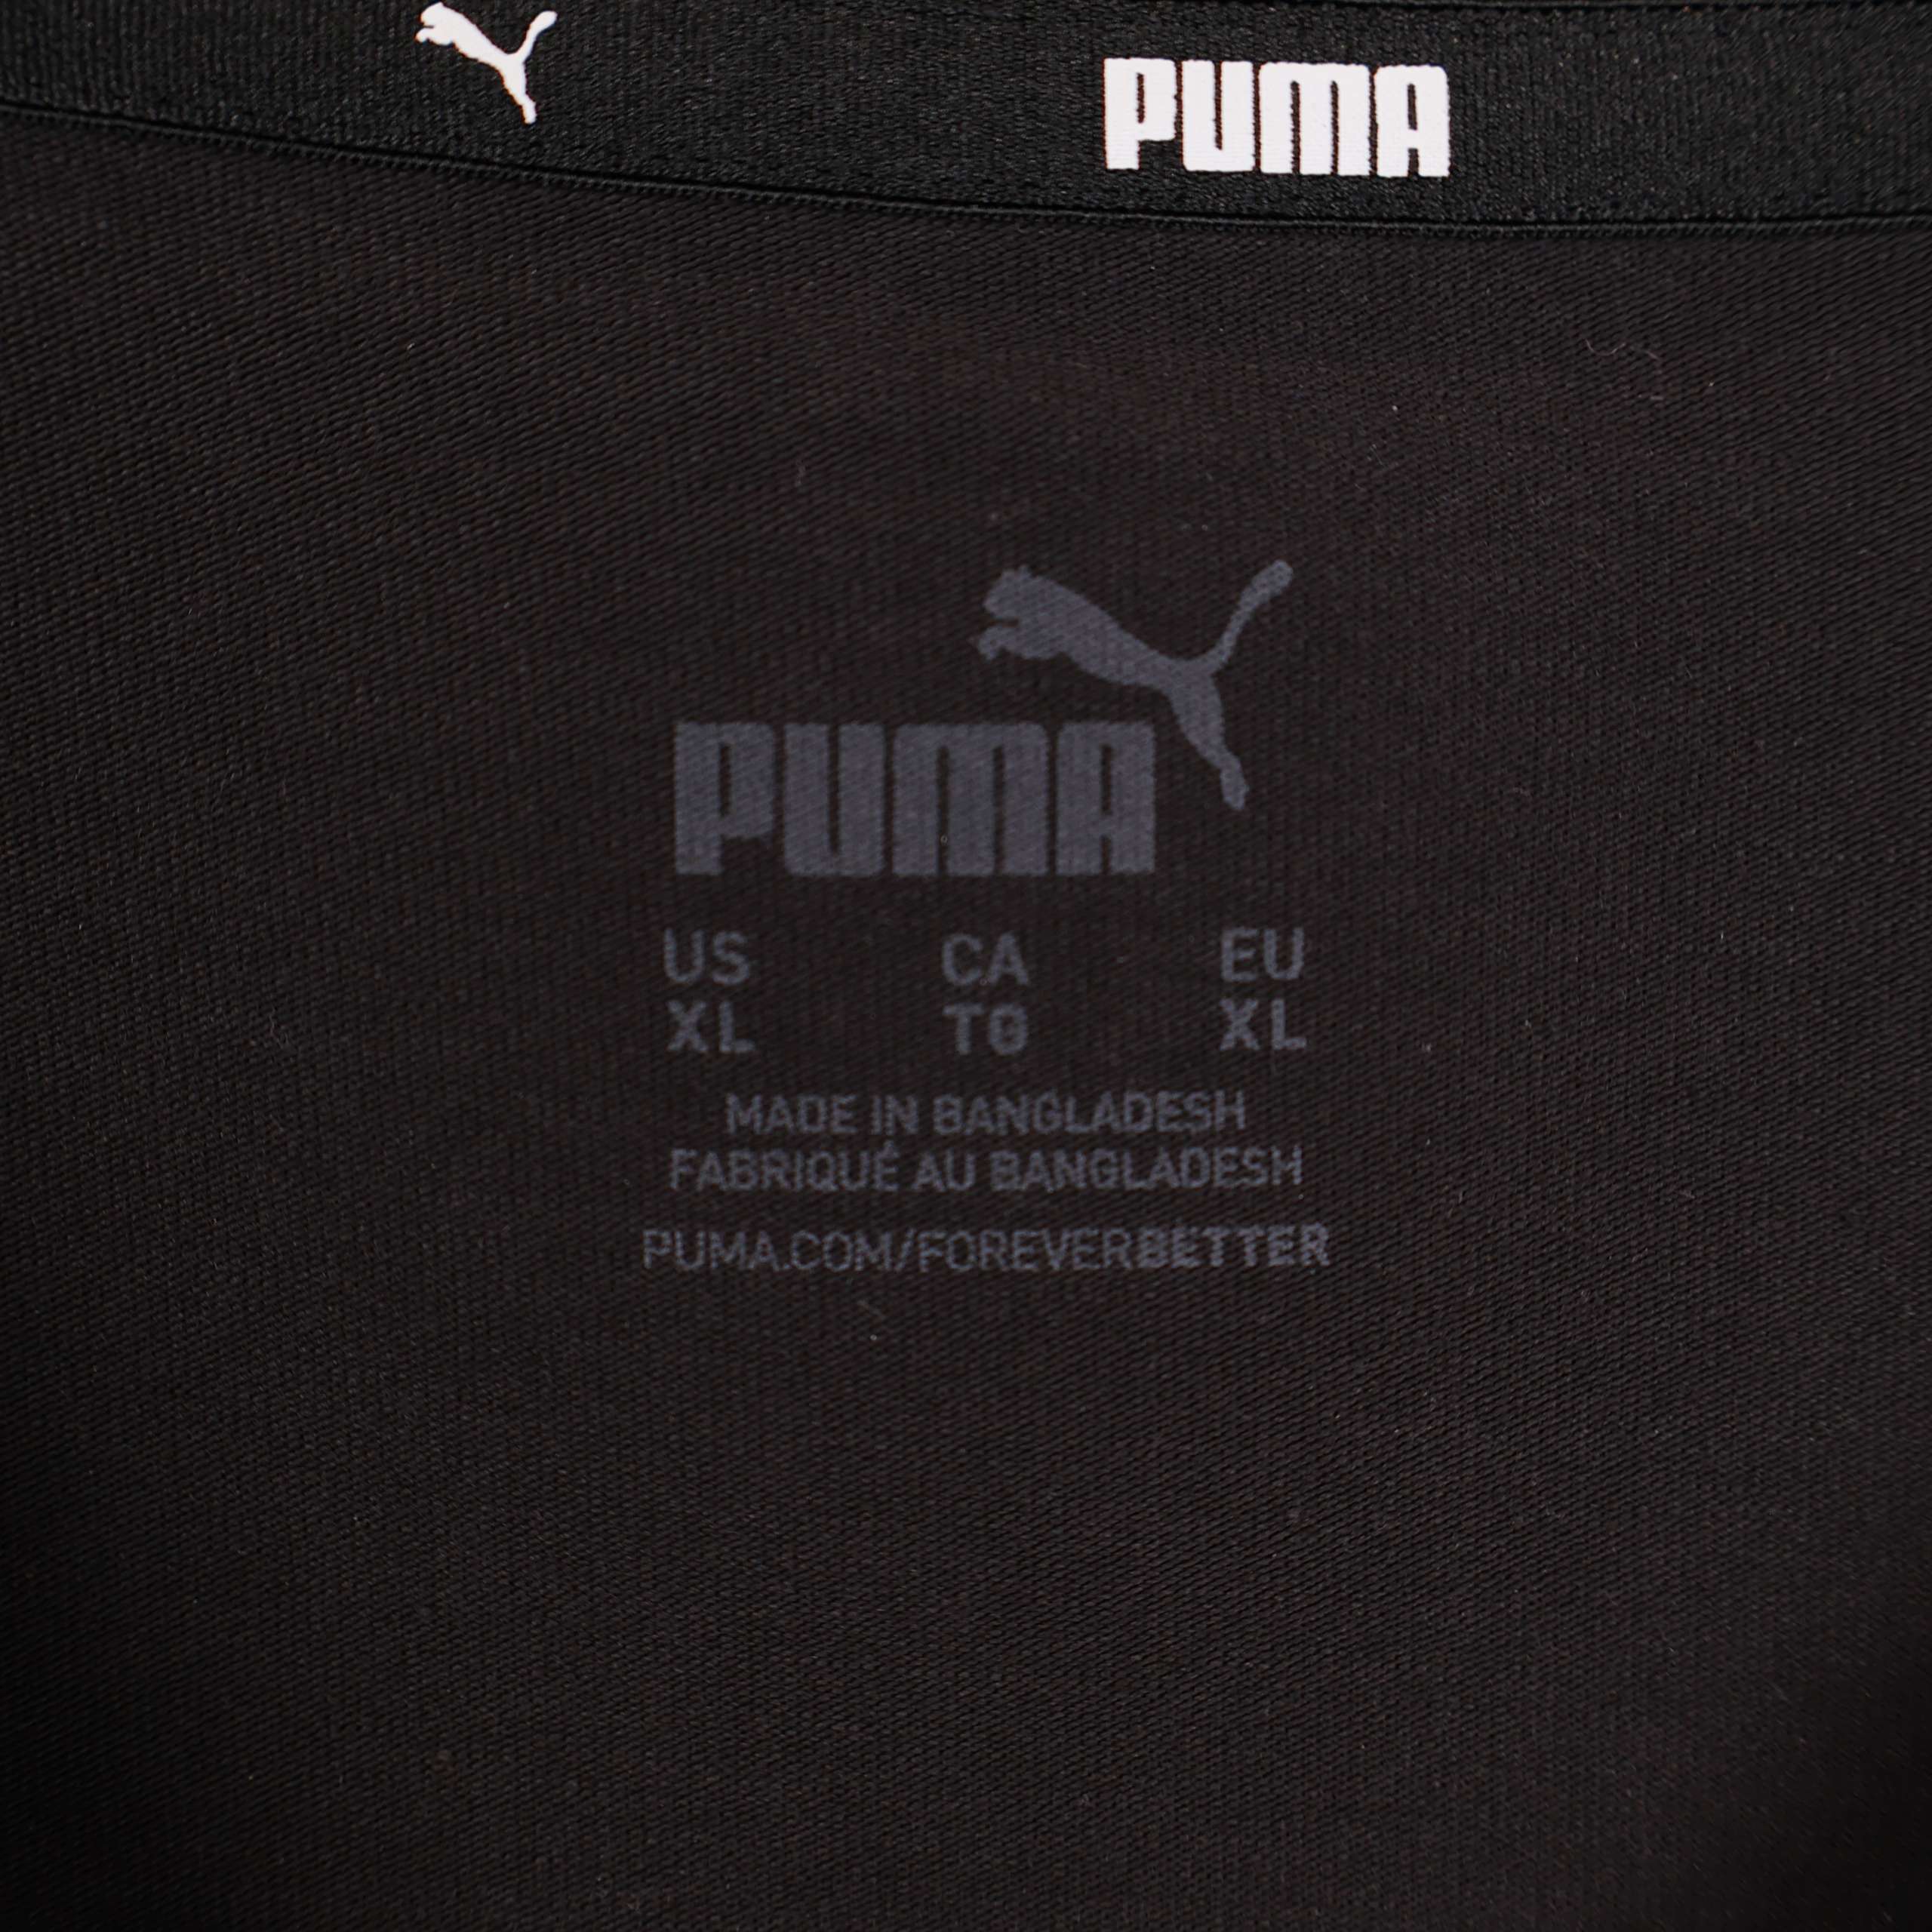 PUMA
PUMA
US CA EU
XL TG XL
MADE IN BANGLADESH
FABRIQUÉ AU BANGLADESH
PUMA.COM/FOREVERBETTER